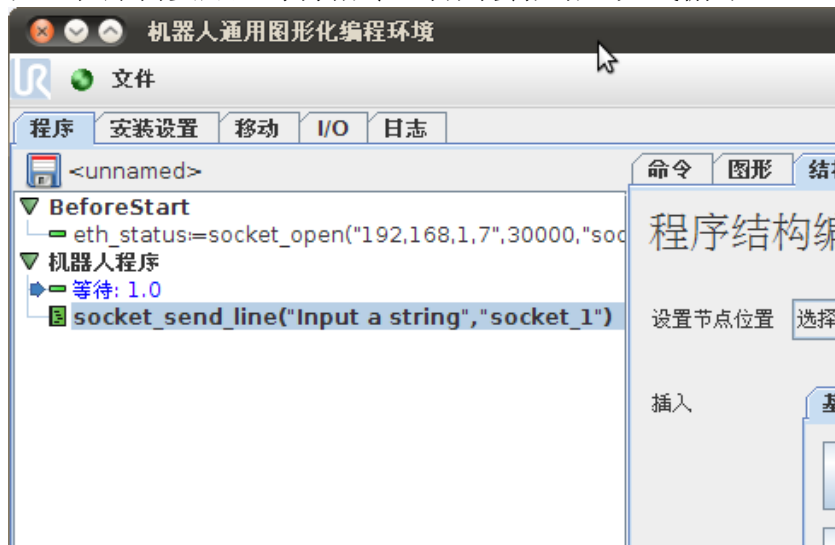 机器人通用图形化编程环境
UR 文件
程序 安装设置 移动 I/O 日志
<unnamed>
命令 图形
BeforeStart
eth_status:=socket_open("192,168,1,7",30000,"soc
程序结构
机器人程序
等待: 1.0
socket_send_line("Input a string","socket_1")
设置节点位置 选择
插入